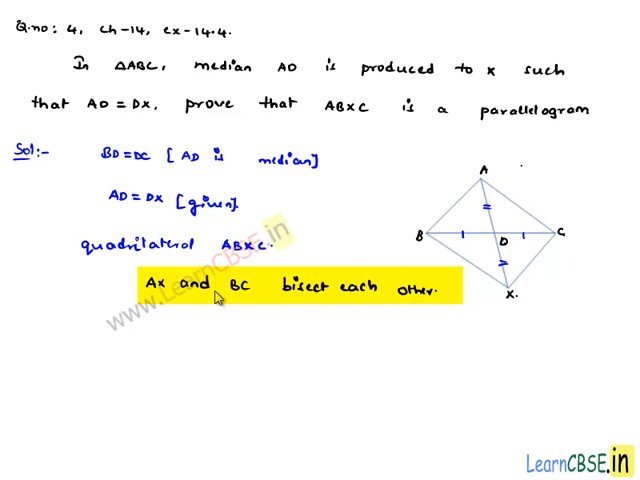 Q.no: 4, ch-14, ex-14.4.
In △ABC, median AD is produced to x such
that AD = DX, prove that ABXC is a parallelogram
Sol:- BD=DC [AD is median]
AD=DX [given].
quadrilateral ABXC.
AX and BC bisect each other.
A
B
D
C
X.
www.LearnCBSE.in
LearnCBSE.in